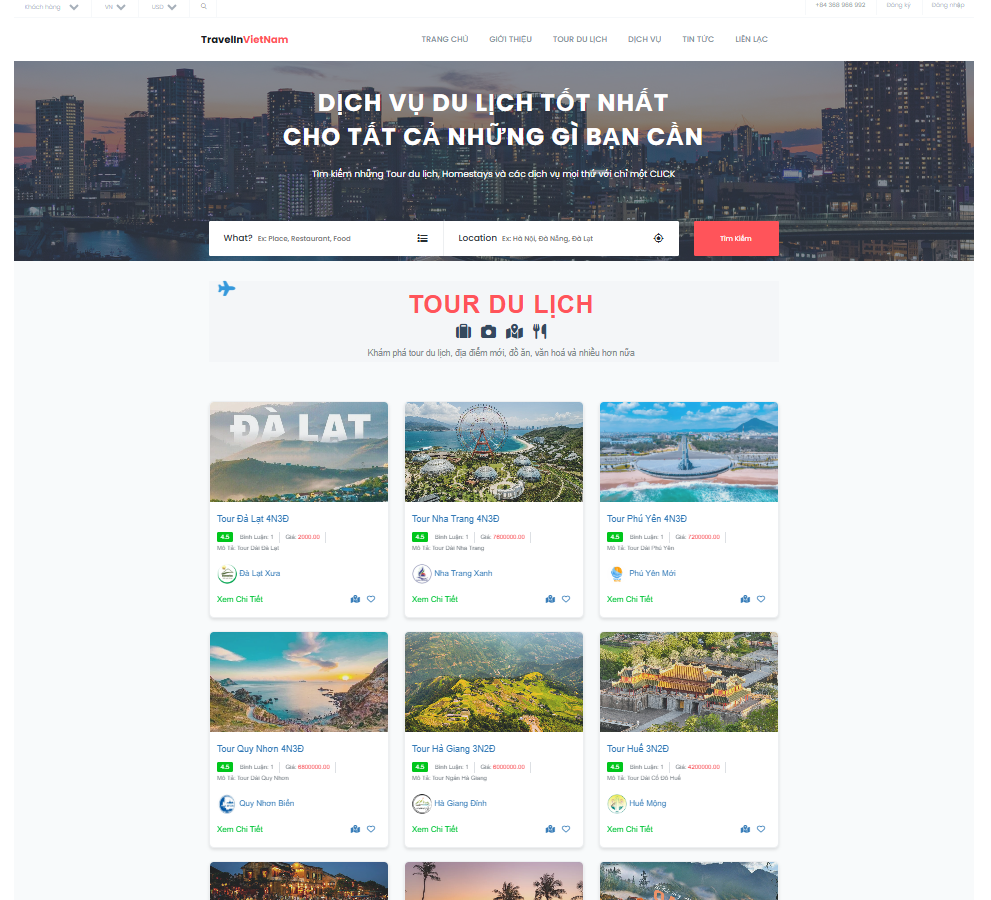 Khách hàng VN USD +84 368 968 992 Đăng ký Đăng nhập
TravelInVietNam TRANG CHỦ GIỚI THIỆU TOUR DU LỊCH DỊCH VỤ TIN TỨC LIÊN LẠC
DỊCH VỤ DU LỊCH TỐT NHẤT
CHO TẤT CẢ NHỮNG GÌ BẠN CẦN
Tìm kiếm những Tour du lịch, Homestays và các dịch vụ mọi thứ với chỉ một CLICK
What? Ex: Place, Restaurant, Food Location Ex: Hà Nội, Đà Nẵng, Đà Lạt Tìm Kiếm
TOUR DU LỊCH
Khám phá tour du lịch, địa điểm mới, đồ ăn, văn hoá và nhiều hơn nữa
ĐÀ LẠT
Tour Đà Lạt 4N3Đ
4.5 Bình Luận: 1 Giá: 2000.00
Mô Tả: Tour Dài Đà Lạt
Đà Lạt Xưa
Xem Chi Tiết
Tour Nha Trang 4N3Đ
4.5 Bình Luận: 1 Giá: 7600000.00
Mô Tả: Tour Dài Nha Trang
Nha Trang Xanh
Xem Chi Tiết
Tour Phú Yên 4N3Đ
4.5 Bình Luận: 1 Giá: 7200000.00
Mô Tả: Tour Dài Phú Yên
Phú Yên Mới
Xem Chi Tiết
Tour Quy Nhơn 4N3Đ
4.5 Bình Luận: 1 Giá: 6800000.00
Mô Tả: Tour Dài Quy Nhơn
Quy Nhơn Biển
Xem Chi Tiết
Tour Hà Giang 3N2Đ
4.5 Bình Luận: 1 Giá: 6000000.00
Mô Tả: Tour Ngắn Hà Giang
Hà Giang Đỉnh
Xem Chi Tiết
Tour Huế 3N2Đ
4.5 Bình Luận: 1 Giá: 4200000.00
Mô Tả: Tour Dài Cố Đô Huế
Huế Mộng
Xem Chi Tiết